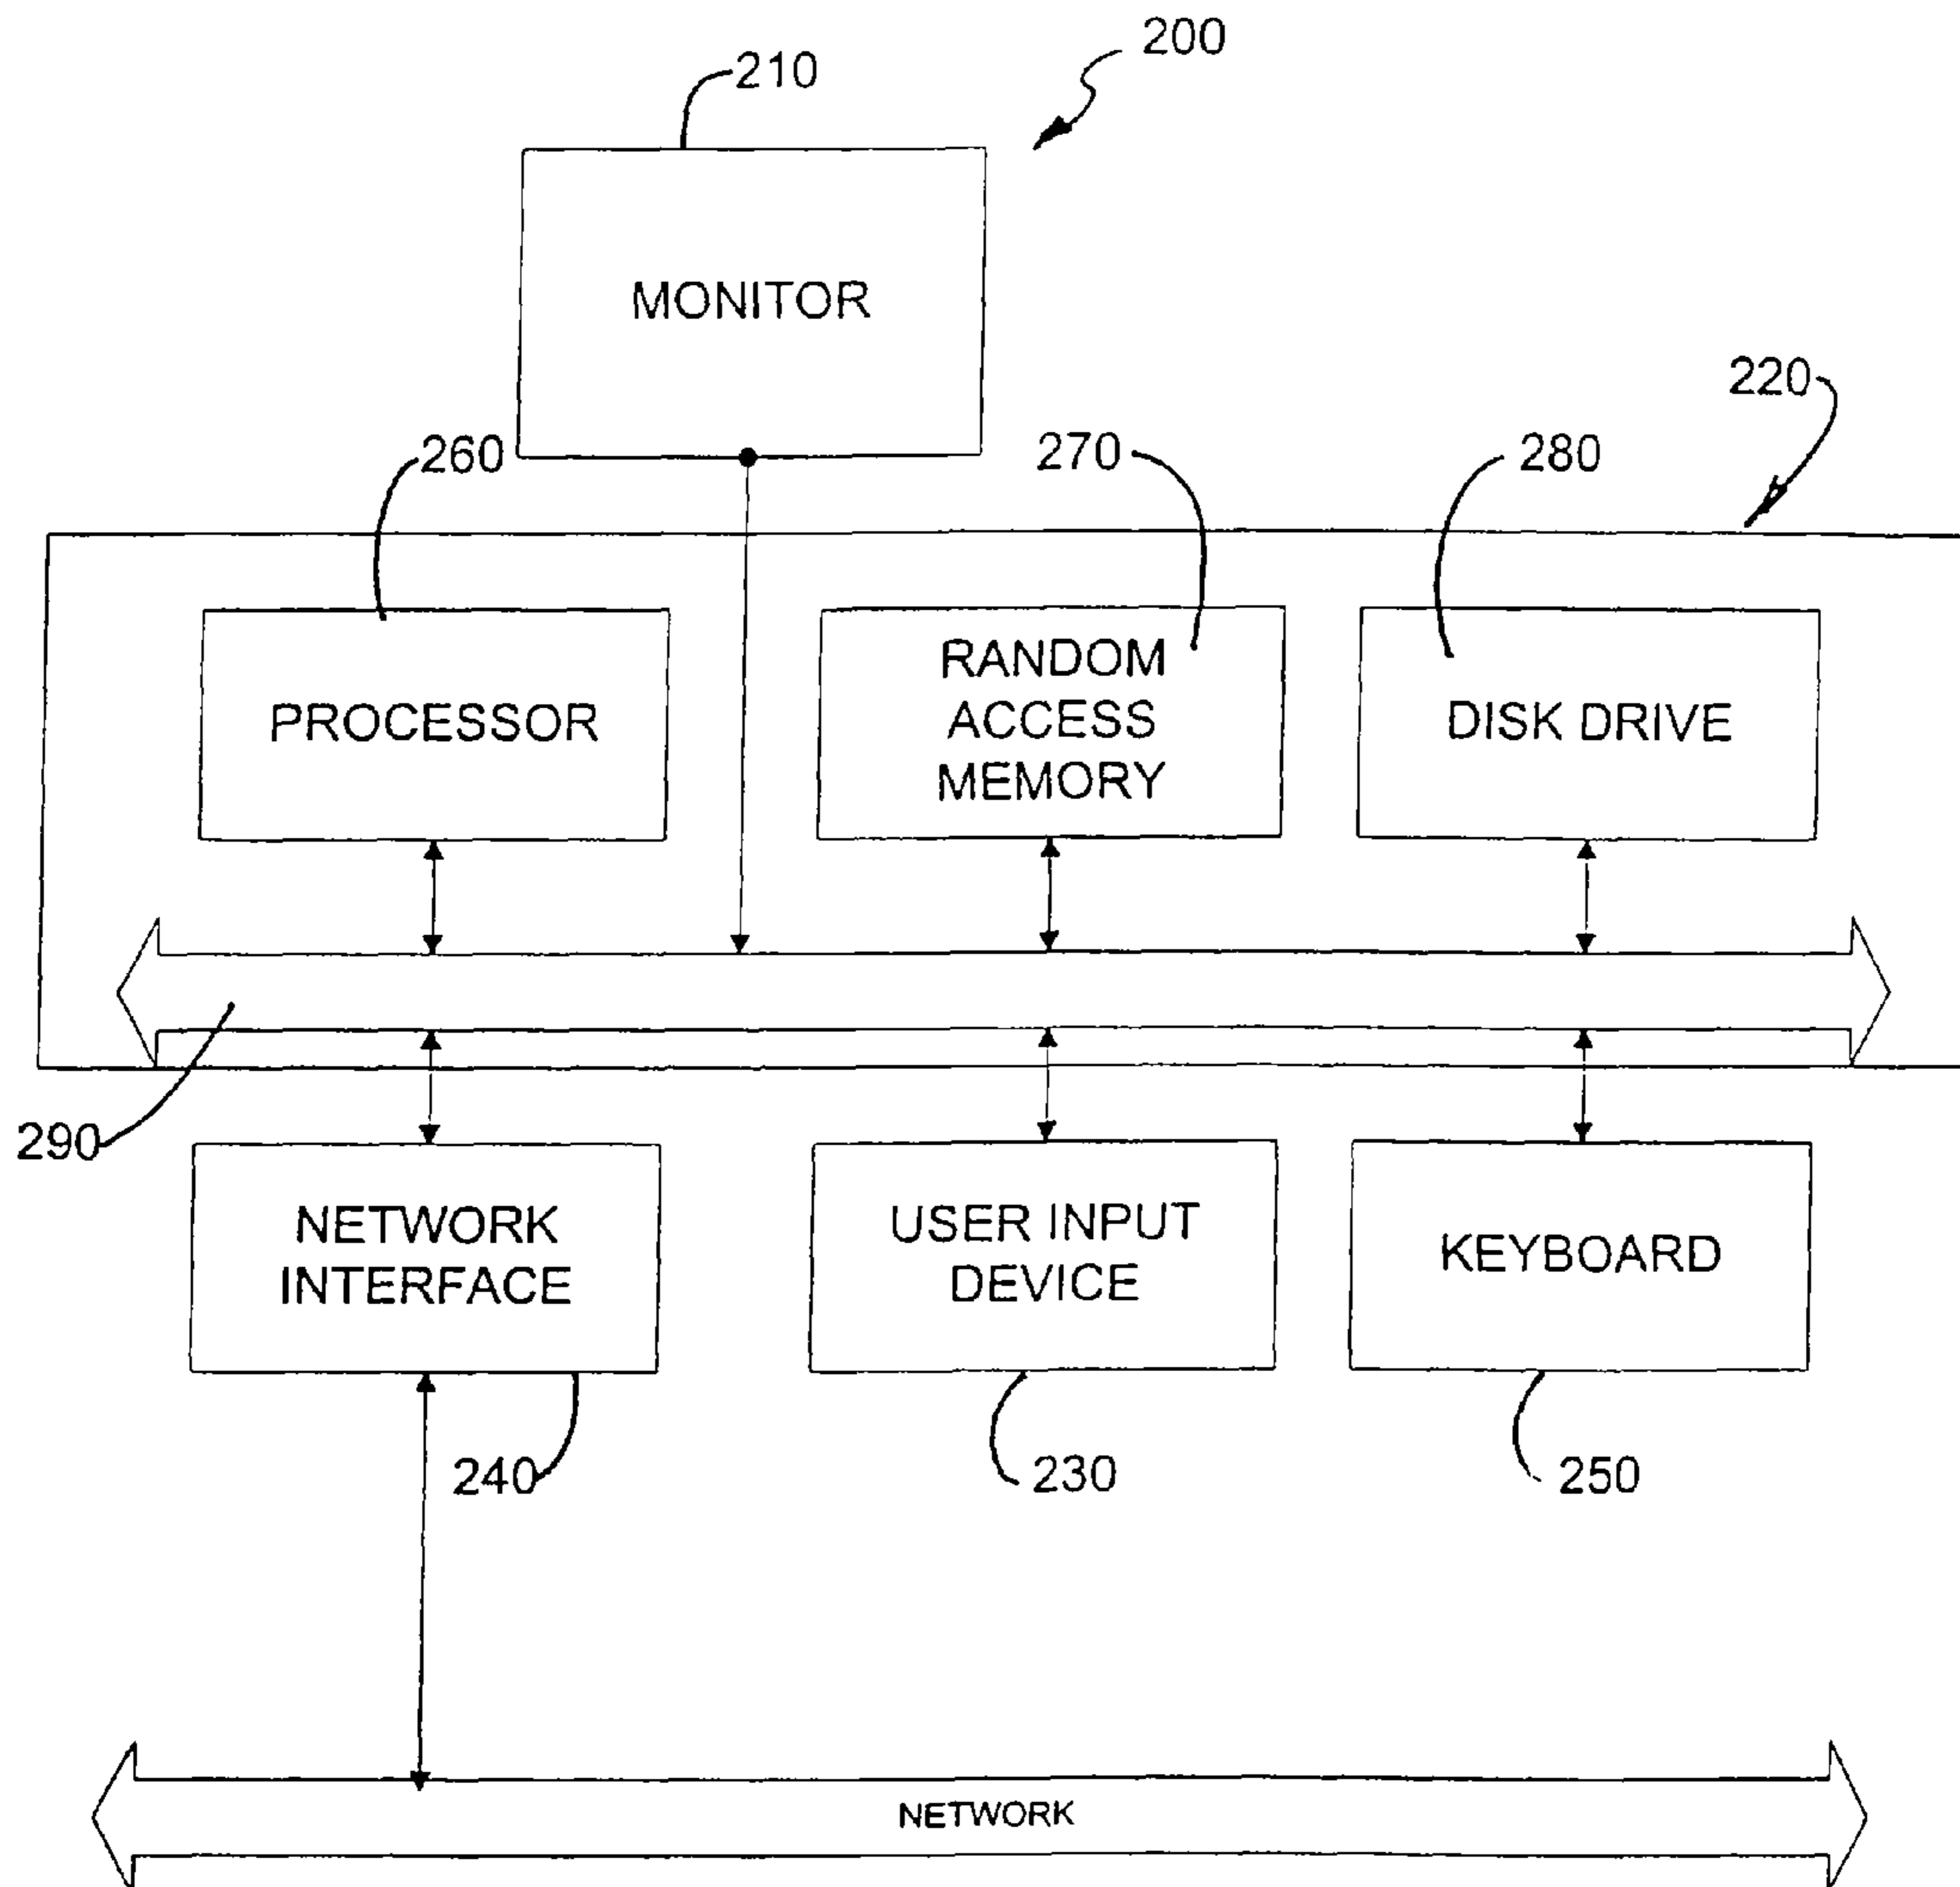 200
210
MONITOR
220
260
270
280
PROCESSOR
RANDOM
ACCESS
MEMORY
DISK DRIVE
290
NETWORK
INTERFACE
USER INPUT
DEVICE
KEYBOARD
240
230
250
NETWORK